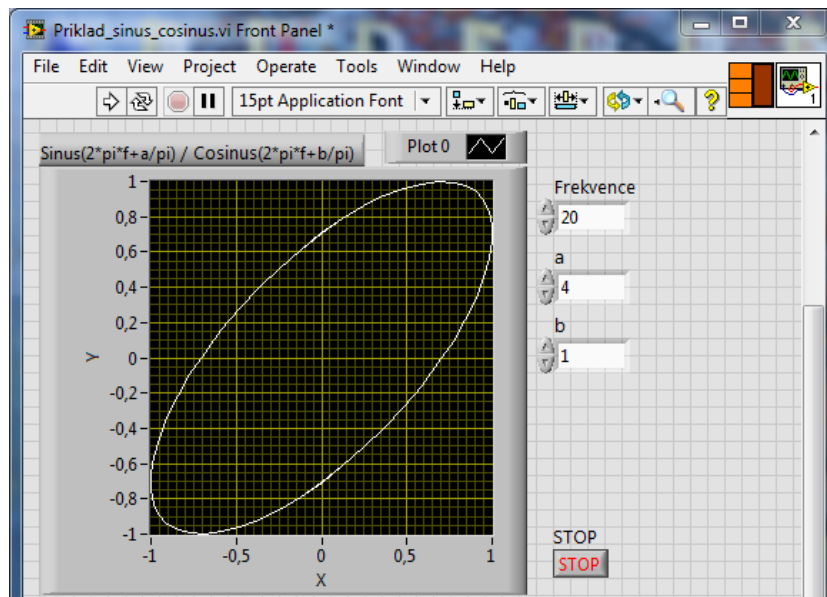 Priklad_sinus_cosinus.vi Front Panel *
File Edit View Project Operate Tools Window Help
15pt Application Font
1
Sinus(2*pi*f+a/pi) / Cosinus(2*pi*f+b/pi)
Plot 0
1
0,8
0,6
0,4
0,2
0
-0,2
-0,4
-0,6
-0,8
-1
Y
-1 -0,5 0 0,5 1
X
Frekvence
20
a
4
b
1
STOP
STOP